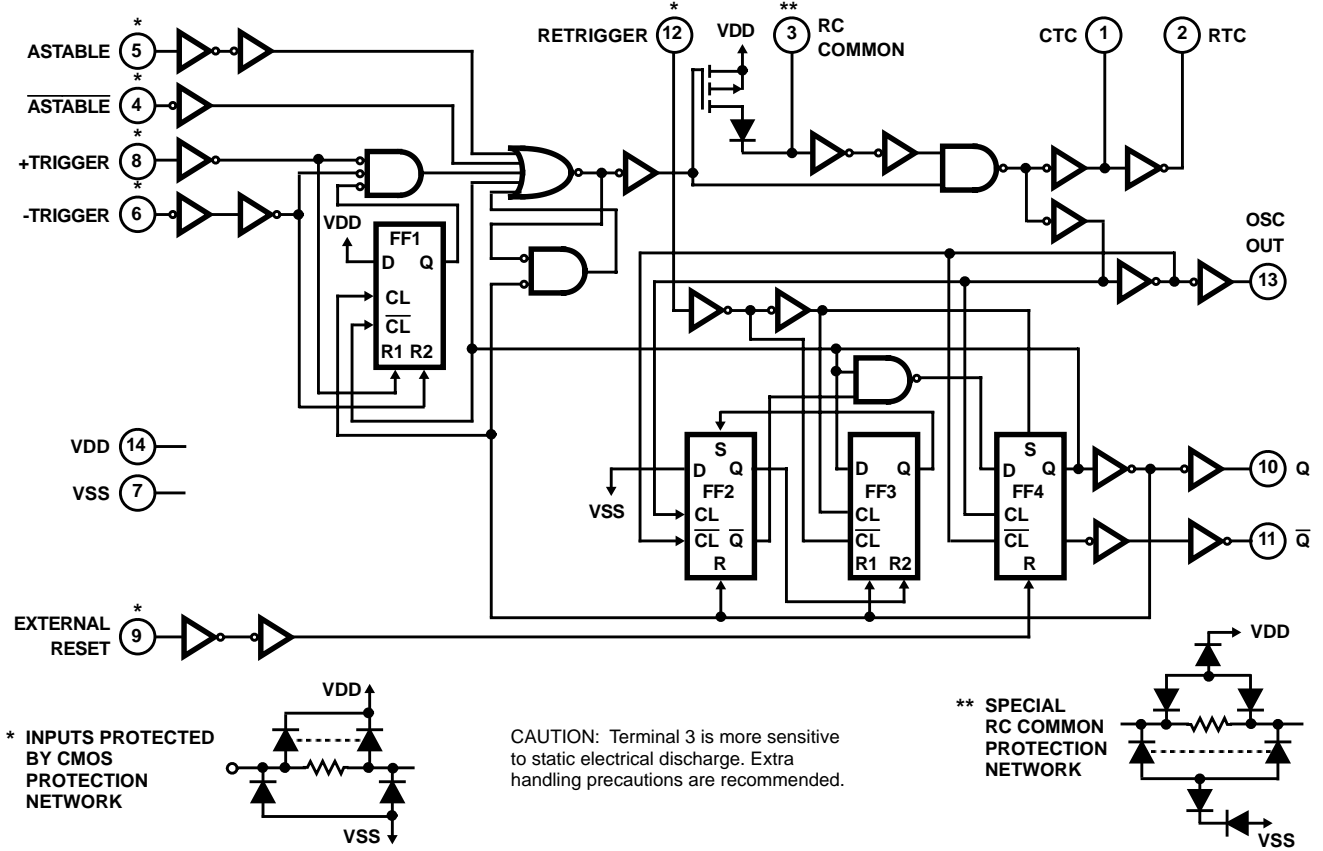 *
ASTABLE 5
*
ASTABLE 4
*
+TRIGGER 8
*
-TRIGGER 6
*
RETRIGGER 12
VDD
**
3 RC
COMMON
CTC 1
2 RTC
OSC
OUT
13
VDD
FF1
D Q
CL
CL
R1 R2
VDD 14
VSS 7
S
D Q
FF2
CL
CL Q
R
VSS
D Q
FF3
CL
CL
R1 R2
S
D Q
FF4
CL
CL
R
10 Q
11 Q
*
EXTERNAL
RESET 9
* INPUTS PROTECTED
BY CMOS
PROTECTION
NETWORK
VDD
VSS
CAUTION: Terminal 3 is more sensitive
to static electrical discharge. Extra
handling precautions are recommended.
** SPECIAL
RC COMMON
PROTECTION
NETWORK
VDD
VSS